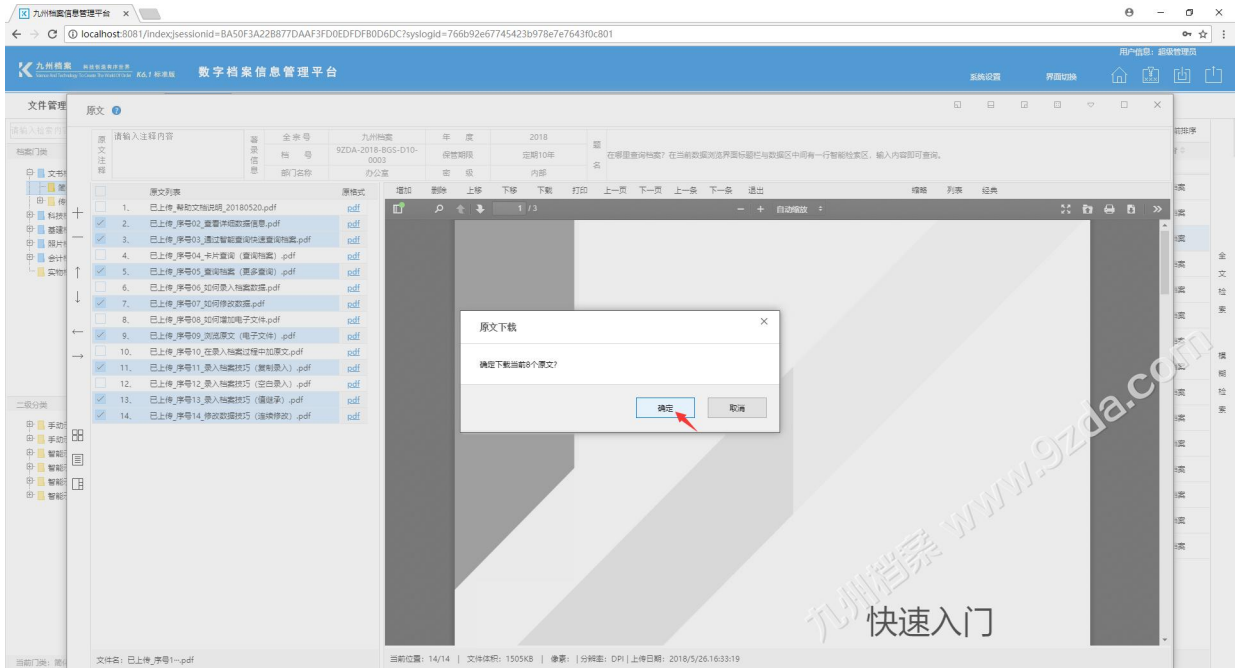 九州档案信息管理平台
localhost:8081/index;jsessionid=BA50F3A22B877DAAF3FD0EDFDFB0D6DC?syslogid=766b92e67745423b978e7e7643f0c801
用户信息：超级管理员
九州档案 K6.1 标准版 数字档案信息管理平台 系统设置 界面切换
文件管理 原文
请输入注释内容
原文注释
著录信息
全宗号 九州档案 年 度 2018
档 号 9ZDA-2018-BGS-D10-0003 保管期限 定期10年
部门名称 办公室 密 级 内部
题名
在哪里查询档案？在当前数据浏览界面标题栏与数据区中间有一行智能检索区，输入内容即可查询。
档案门类
原文列表 原格式 增加 删除 上移 下移 下载 打印 上一页 下一页 上一条 下一条 退出 缩略 列表 经典
1 / 3 自动缩放
1. 已上传_帮助文档说明_20180520.pdf pdf
2. 已上传_序号02_查看详细数据信息.pdf pdf
3. 已上传_序号03_通过智能查询快速查询档案.pdf pdf
4. 已上传_序号04_卡片查询（查询档案）.pdf pdf
5. 已上传_序号05_查询档案（更多查询）.pdf pdf
6. 已上传_序号06_如何录入档案数据.pdf pdf
7. 已上传_序号07_如何修改数据.pdf pdf
8. 已上传_序号08_如何增加电子文件.pdf pdf
9. 已上传_序号09_浏览原文（电子文件）.pdf pdf
10. 已上传_序号10_在录入档案过程中加原文.pdf pdf
11. 已上传_序号11_录入档案技巧（复制录入）.pdf pdf
12. 已上传_序号12_录入档案技巧（空白录入）.pdf pdf
13. 已上传_序号13_录入档案技巧（值继承）.pdf pdf
14. 已上传_序号14_修改数据技巧（连续修改）.pdf pdf
原文下载
确定下载当前8个原文?
确定 取消
全文检索
模糊检索
二级分类
九州档案 www.9zda.com
快速入门
文件名：已上传_序号1---.pdf
当前位置：14/14 | 文件体积：1505KB | 像素： |分辨率：DPI|上传日期：2018/5/26.16:33:19